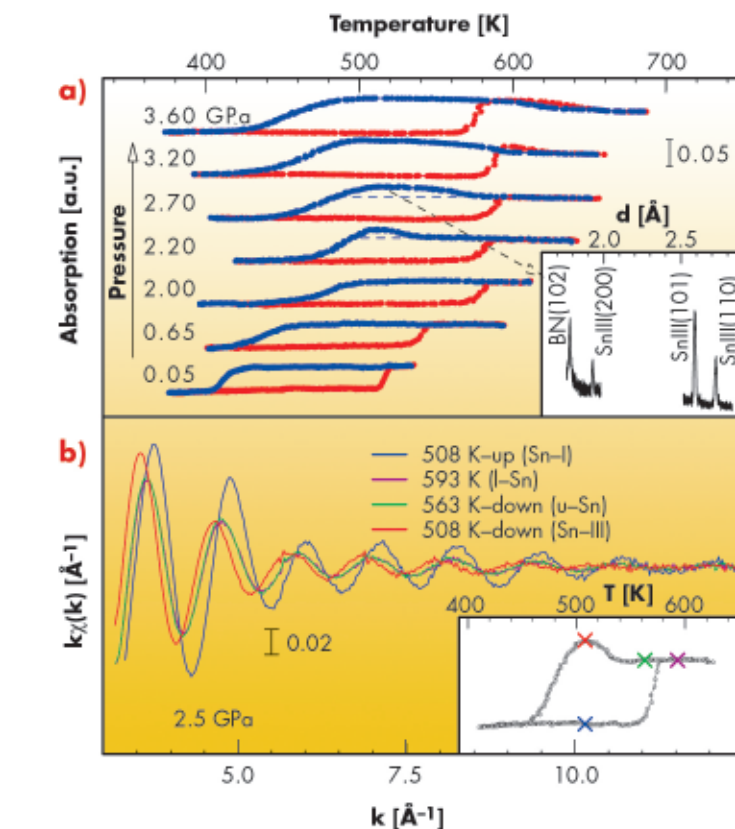 Temperature [K]
400 500 600 700
a)
3.60 GPa
3.20
2.70
2.20
2.00
0.65
0.05
Pressure
Absorption [a.u.]
0.05
d [Å]
2.0 2.5
BN(102)
SnIII(200)
SnIII(101)
SnIII(110)
b)
508 K–up (Sn–I)
593 K (l–Sn)
563 K–down (u–Sn)
508 K–down (Sn–III)
kχ(k) [Å⁻¹]
0.02
T [K]
400 500 600
2.5 GPa
5.0 7.5 10.0
k [Å⁻¹]